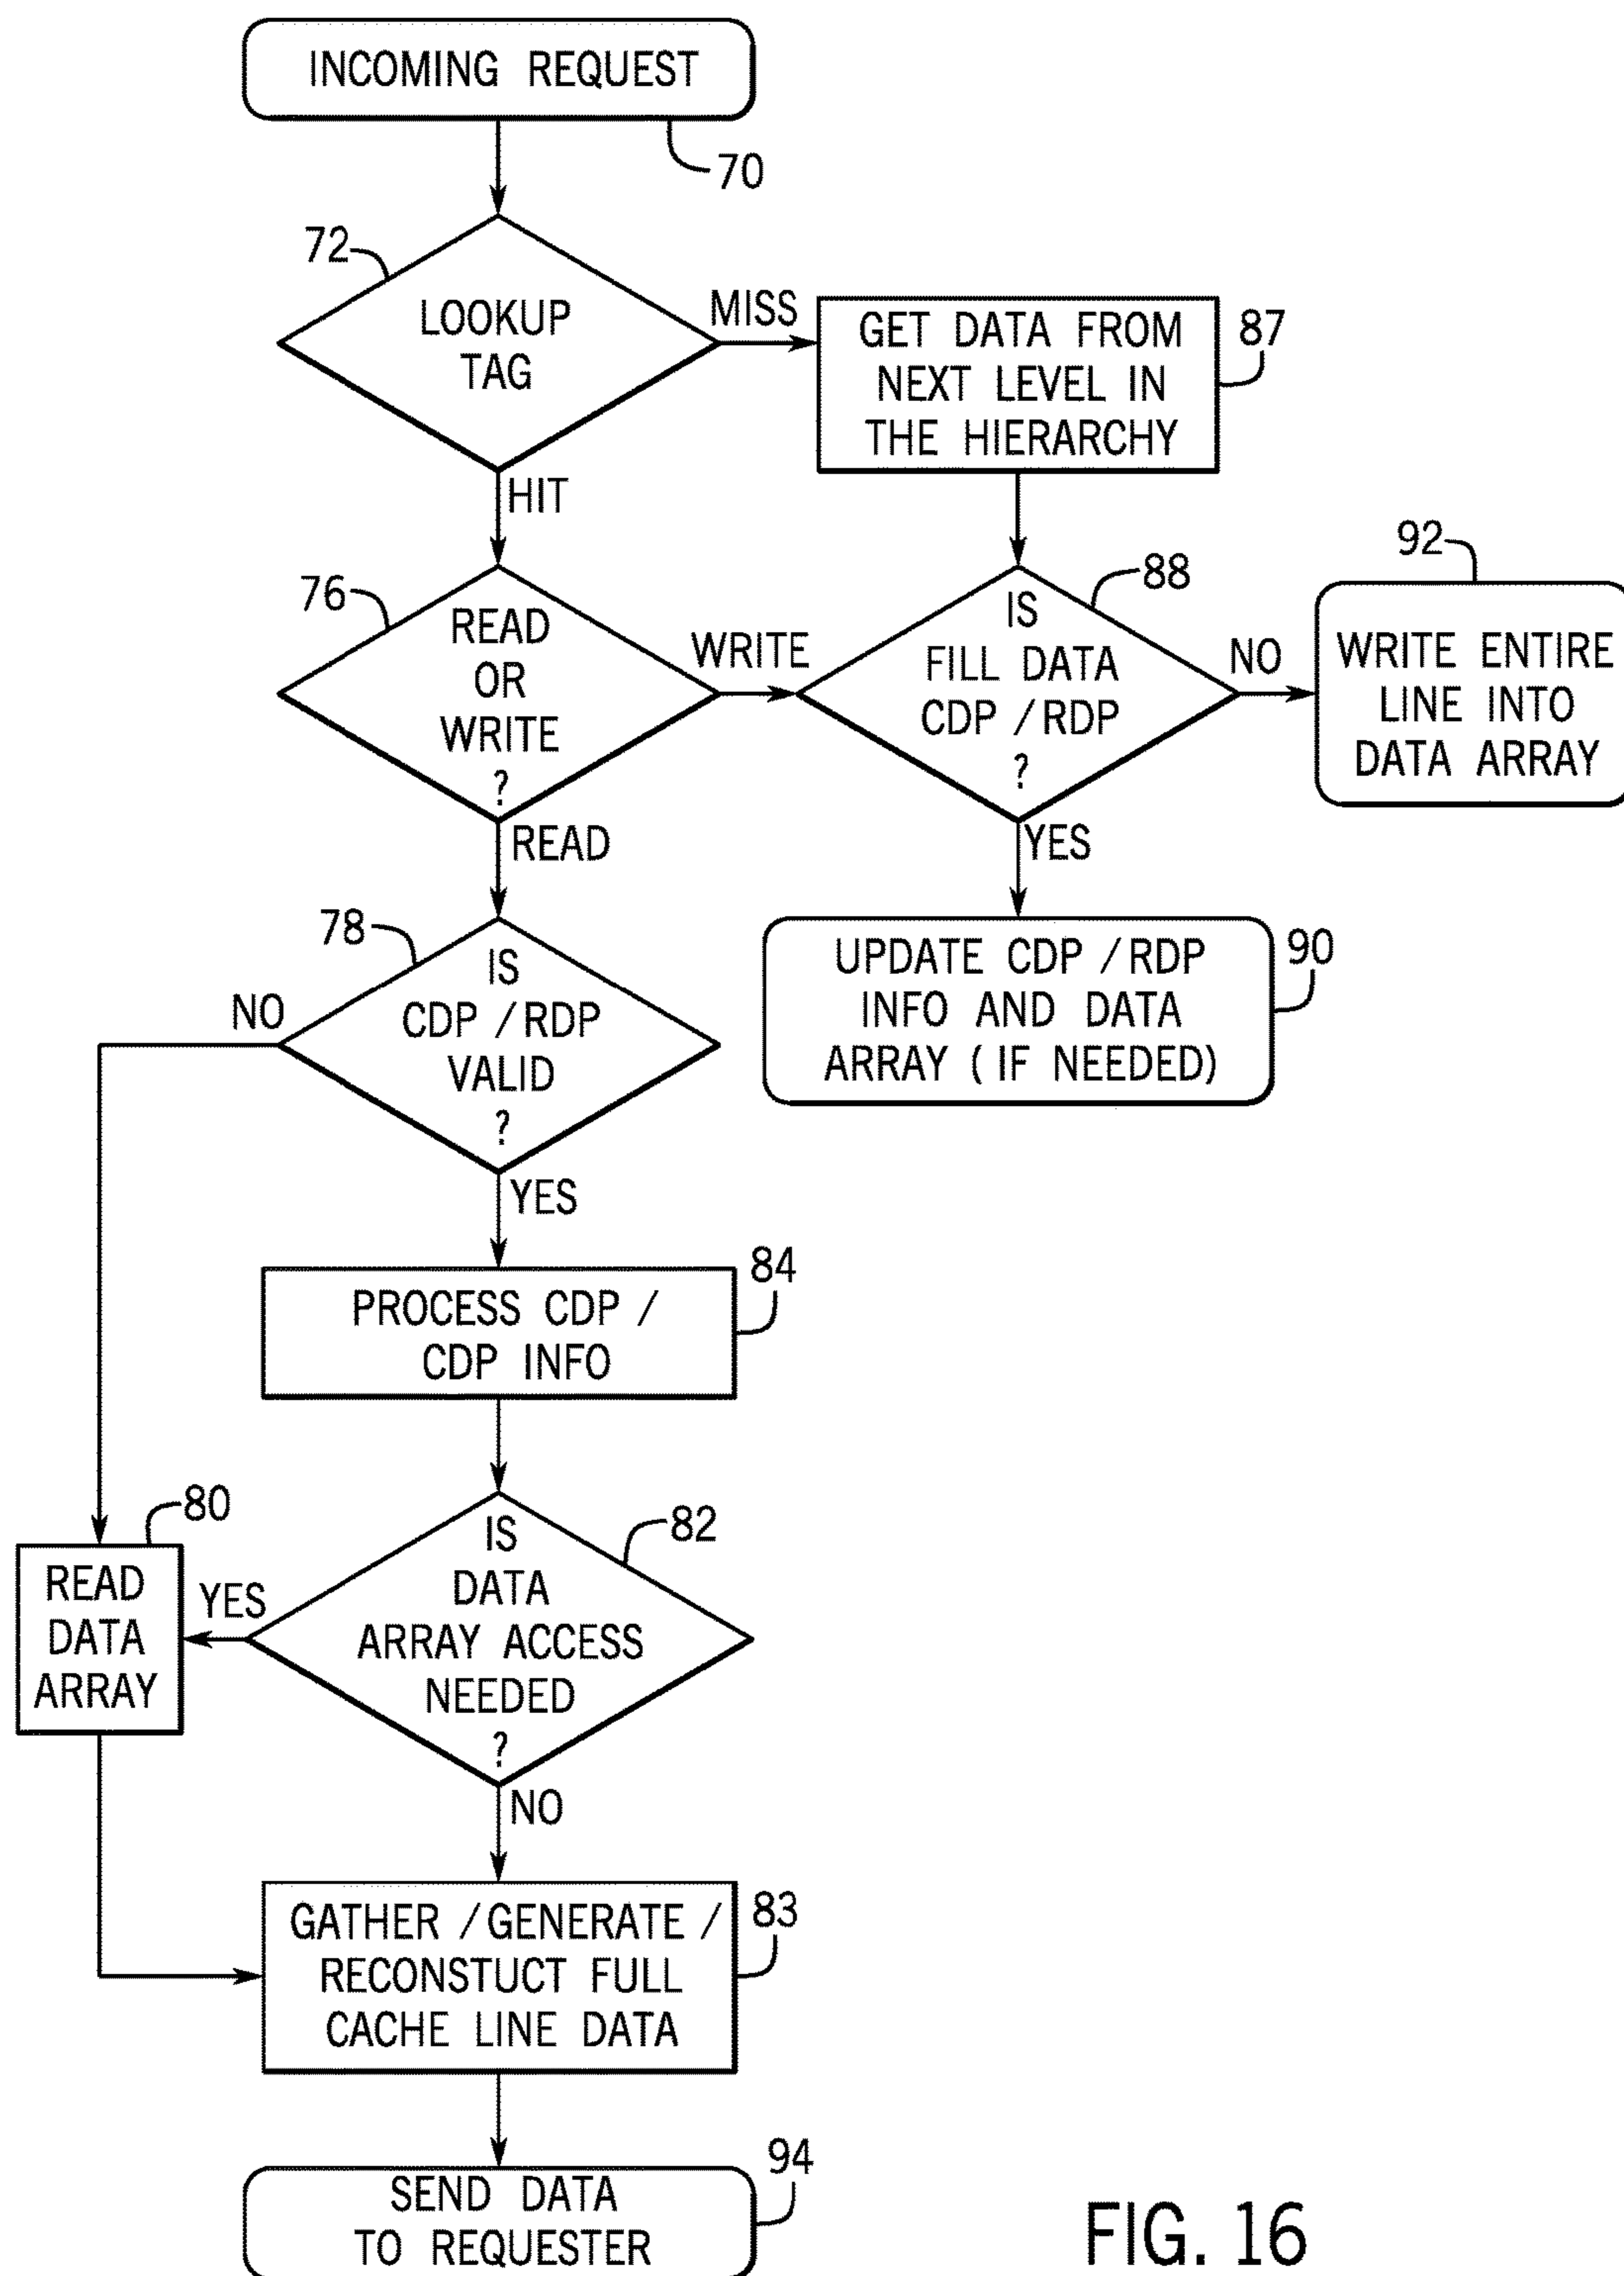 INCOMING REQUEST
70
72
LOOKUP
TAG
MISS
GET DATA FROM
NEXT LEVEL IN
THE HIERARCHY
87
HIT
76
READ
OR
WRITE
?
WRITE
88
IS
FILL DATA
CDP / RDP
?
NO
92
WRITE ENTIRE
LINE INTO
DATA ARRAY
READ
YES
78
IS
CDP / RDP
VALID
?
NO
UPDATE CDP / RDP
INFO AND DATA
ARRAY ( IF NEEDED)
90
YES
PROCESS CDP /
CDP INFO
84
80
READ
DATA
ARRAY
YES
IS
DATA
ARRAY ACCESS
NEEDED
?
82
NO
GATHER / GENERATE /
RECONSTUCT FULL
CACHE LINE DATA
83
SEND DATA
TO REQUESTER
94
FIG. 16